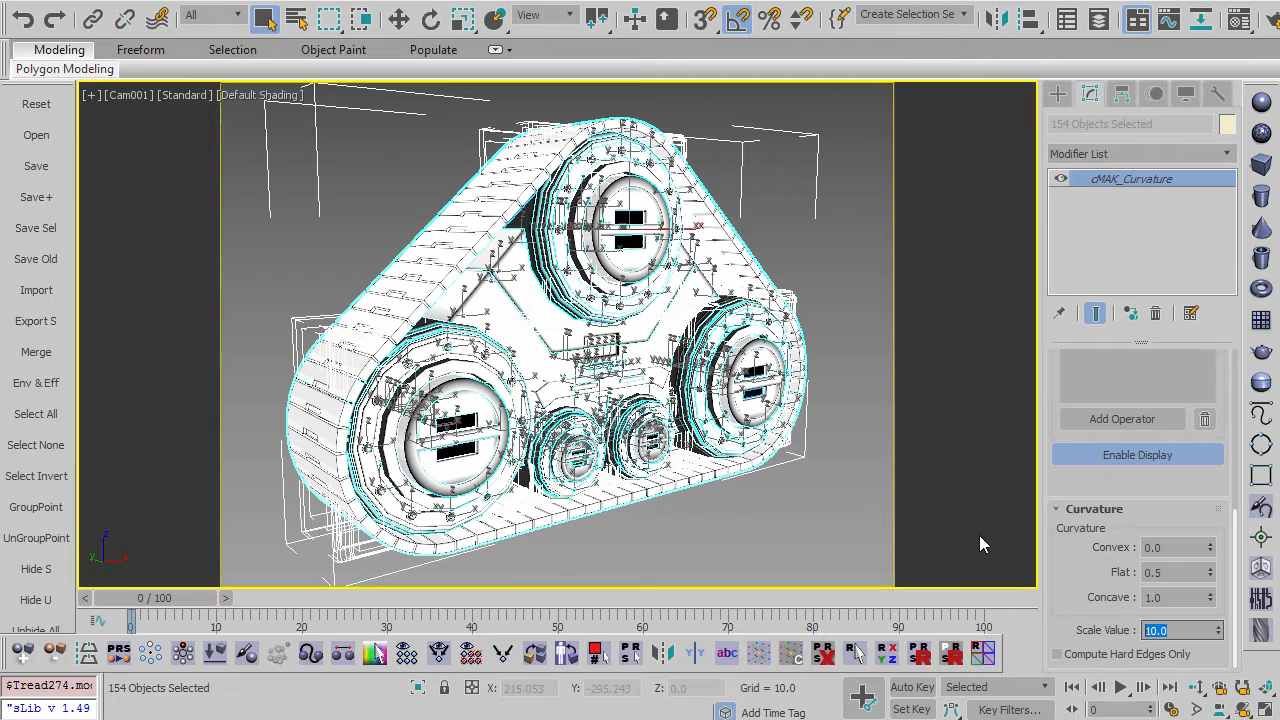 All
View
Create Selection Se
Modeling
Freeform
Selection
Object Paint
Populate
Polygon Modeling
[ + ] [Cam001] [Standard ] [Default Shading ]
Reset
Open
Save
Save+
Save Sel
Save Old
Import
Export S
Merge
Env & Eff
Select All
Select None
Select Invert
GroupPoint
UnGroupPoint
Hide S
Hide U
Unhide All
154 Objects Selected
Modifier List
cMAK_Curvature
Add Operator
Enable Display
Curvature
Curvature
Convex : 0.0
Flat : 0.5
Concave : 1.0
Scale Value : 10.0
Compute Hard Edges Only
z
y
x
< 0 / 100 >
0 10 20 30 40 50 60 70 80 90 100
PRS
abc
$Tread274.mo
"sLib v 1.49
154 Objects Selected
X: 215.053
Y: -295.243
Z: 0.0
Grid = 10.0
Add Time Tag
Auto Key
Selected
Set Key
Key Filters...
0